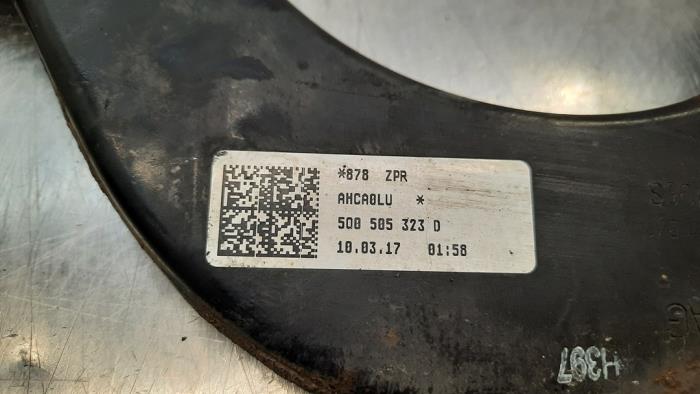 *878 ZPR
AHCA0LU *
5Q0 505 323 D
10.03.17 01:58
H397